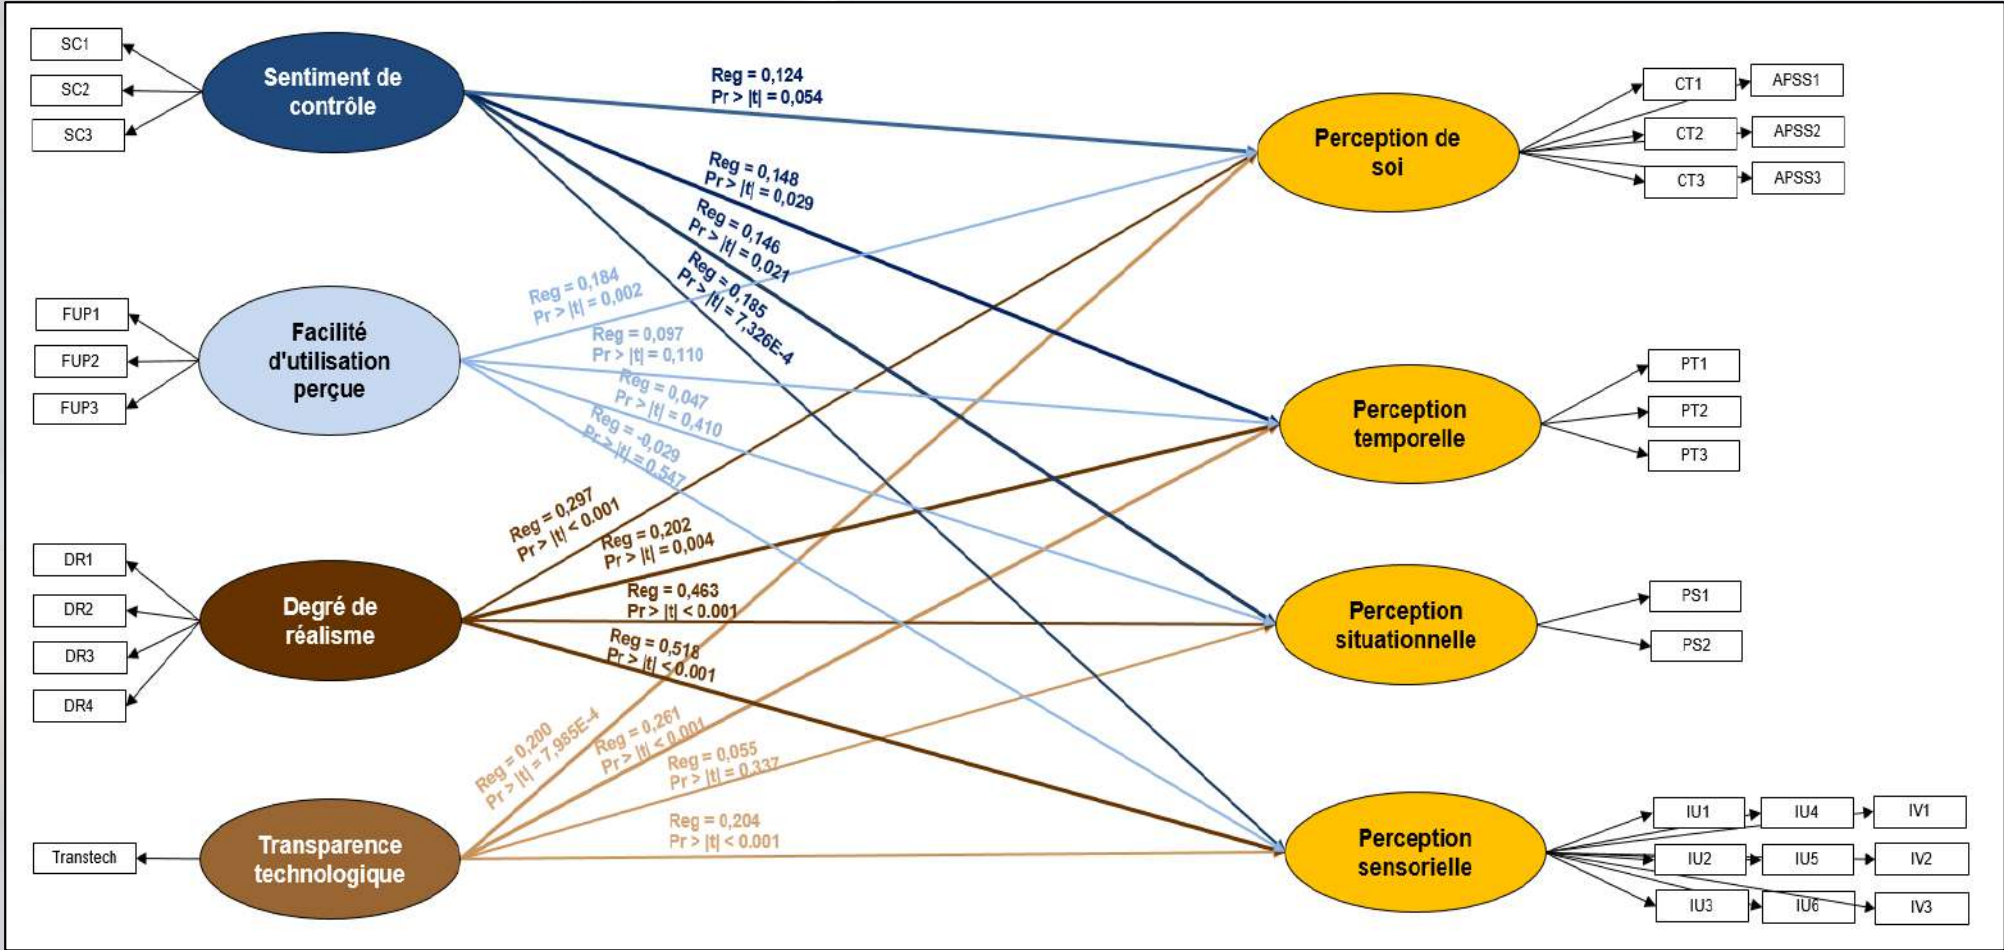 SC1
SC2
SC3
Sentiment de
contrôle
Reg = 0,124
Pr > |t| = 0,054
Reg = 0,148
Pr > |t| = 0,029
Reg = 0,146
Pr > |t| = 0,021
Reg = 0,185
Pr > |t| = 7,326E-4
Perception de
soi
CT1
APSS1
CT2
APSS2
CT3
APSS3
FUP1
FUP2
FUP3
Facilité
d'utilisation
perçue
Reg = 0,184
Pr > |t| = 0,002
Reg = 0,097
Pr > |t| = 0,110
Reg = 0,047
Pr > |t| = 0,410
Reg = -0,029
Pr > |t| = 0,547
Perception
temporelle
PT1
PT2
PT3
DR1
DR2
DR3
DR4
Degré de
réalisme
Reg = 0,297
Pr > |t| < 0.001
Reg = 0,202
Pr > |t| = 0,004
Reg = 0,463
Pr > |t| < 0.001
Reg = 0,518
Pr > |t| < 0.001
Perception
situationnelle
PS1
PS2
Transtech
Transparence
technologique
Reg = 0,200
Pr > |t| = 7,985E-4
Reg = 0,261
Pr > |t| < 0.001
Reg = 0,055
Pr > |t| = 0,337
Reg = 0,204
Pr > |t| < 0.001
Perception
sensorielle
IU1
IU4
IV1
IU2
IU5
IV2
IU3
IU6
IV3